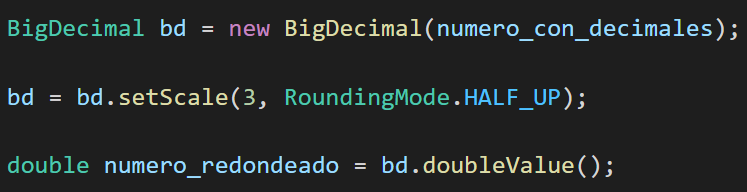 BigDecimal bd = new BigDecimal(numero_con_decimales);
bd = bd.setScale(3, RoundingMode.HALF_UP);
double numero_redondeado = bd.doubleValue();